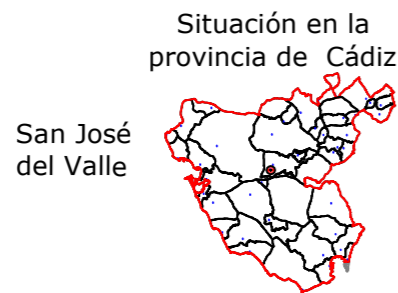 Situación en la
provincia de  Cádiz
San José
del Valle